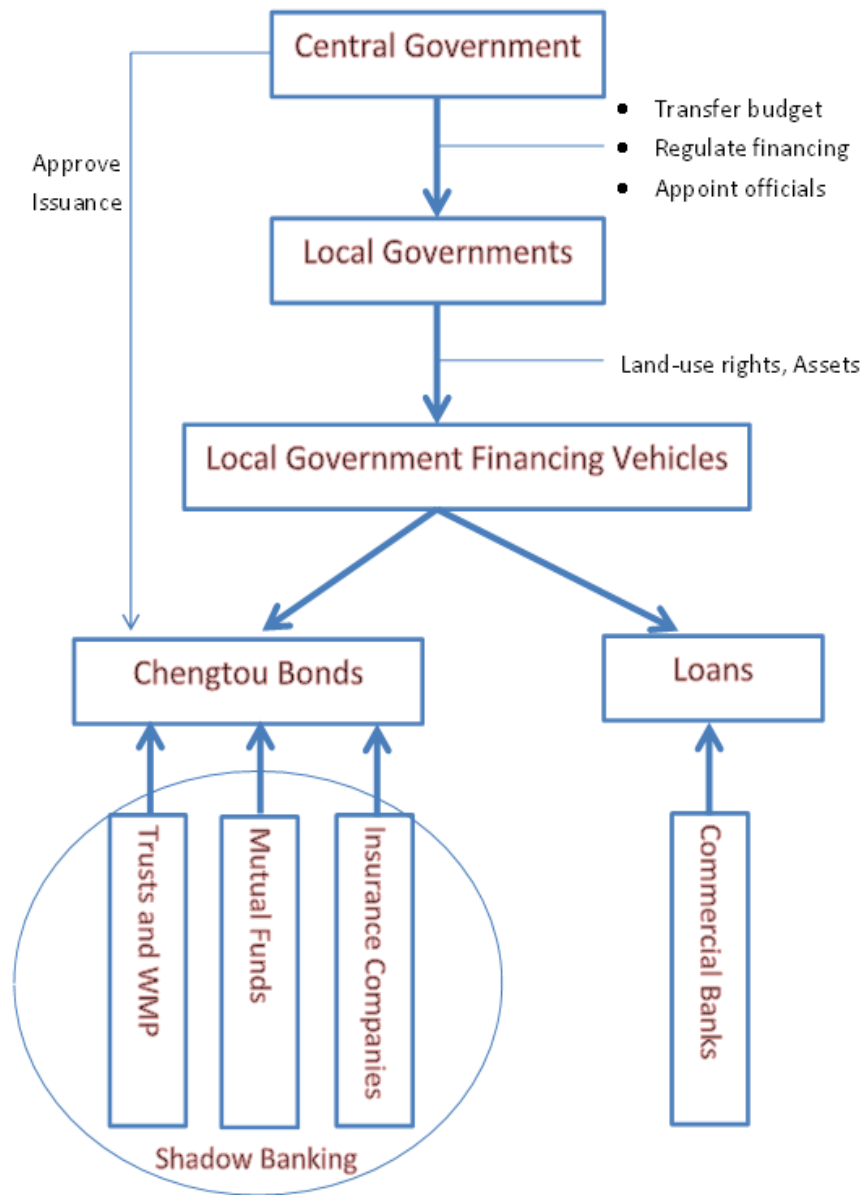 Central Government
• Transfer budget
• Regulate financing
• Appoint officials
Approve
Issuance
Local Governments
Land-use rights, Assets
Local Government Financing Vehicles
Chengtou Bonds
Loans
Trusts and WMP
Mutual Funds
Insurance Companies
Commercial Banks
Shadow Banking